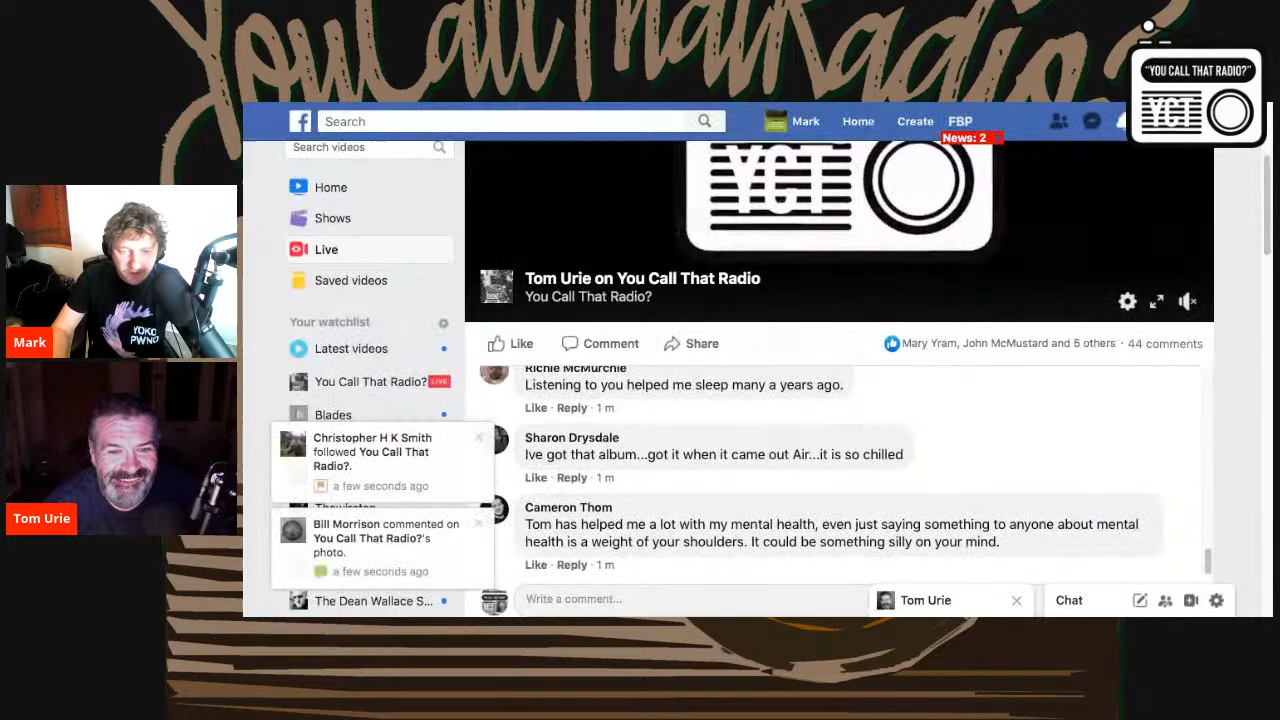 YouCallThatRadio?
"YOU CALL THAT RADIO?"
YCT
Search
Mark
Home
Create
FBP
News: 2
Search videos
Home
Shows
Live
Saved videos
Your watchlist
Latest videos
You Call That Radio? LIVE
Blades
Christopher H K Smith
followed You Call That
Radio?.
a few seconds ago
Bill Morrison commented on
You Call That Radio?'s
photo.
a few seconds ago
The Dean Wallace S...
YCT
Tom Urie on You Call That Radio
You Call That Radio?
Like
Comment
Share
Mary Yram, John McMustard and 5 others · 44 comments
Richie McMurchie
Listening to you helped me sleep many a years ago.
Like · Reply · 1 m
Sharon Drysdale
Ive got that album...got it when it came out Air...it is so chilled
Like · Reply · 1 m
Cameron Thom
Tom has helped me a lot with my mental health, even just saying something to anyone about mental
health is a weight of your shoulders. It could be something silly on your mind.
Like · Reply · 1 m
Write a comment...
Tom Urie
Chat
YOKO
PWNO
Mark
Tom Urie